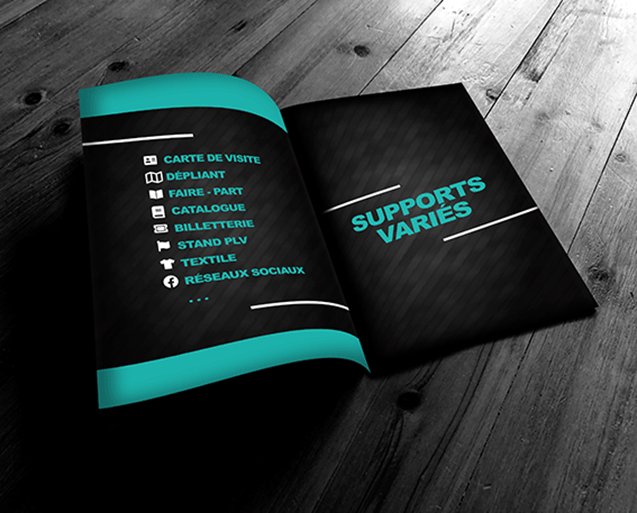 CARTE DE VISITE
DÉPLIANT
FAIRE - PART
CATALOGUE
BILLETTERIE
STAND PLV
TEXTILE
RÉSEAUX SOCIAUX
...
SUPPORTS
VARIÉS